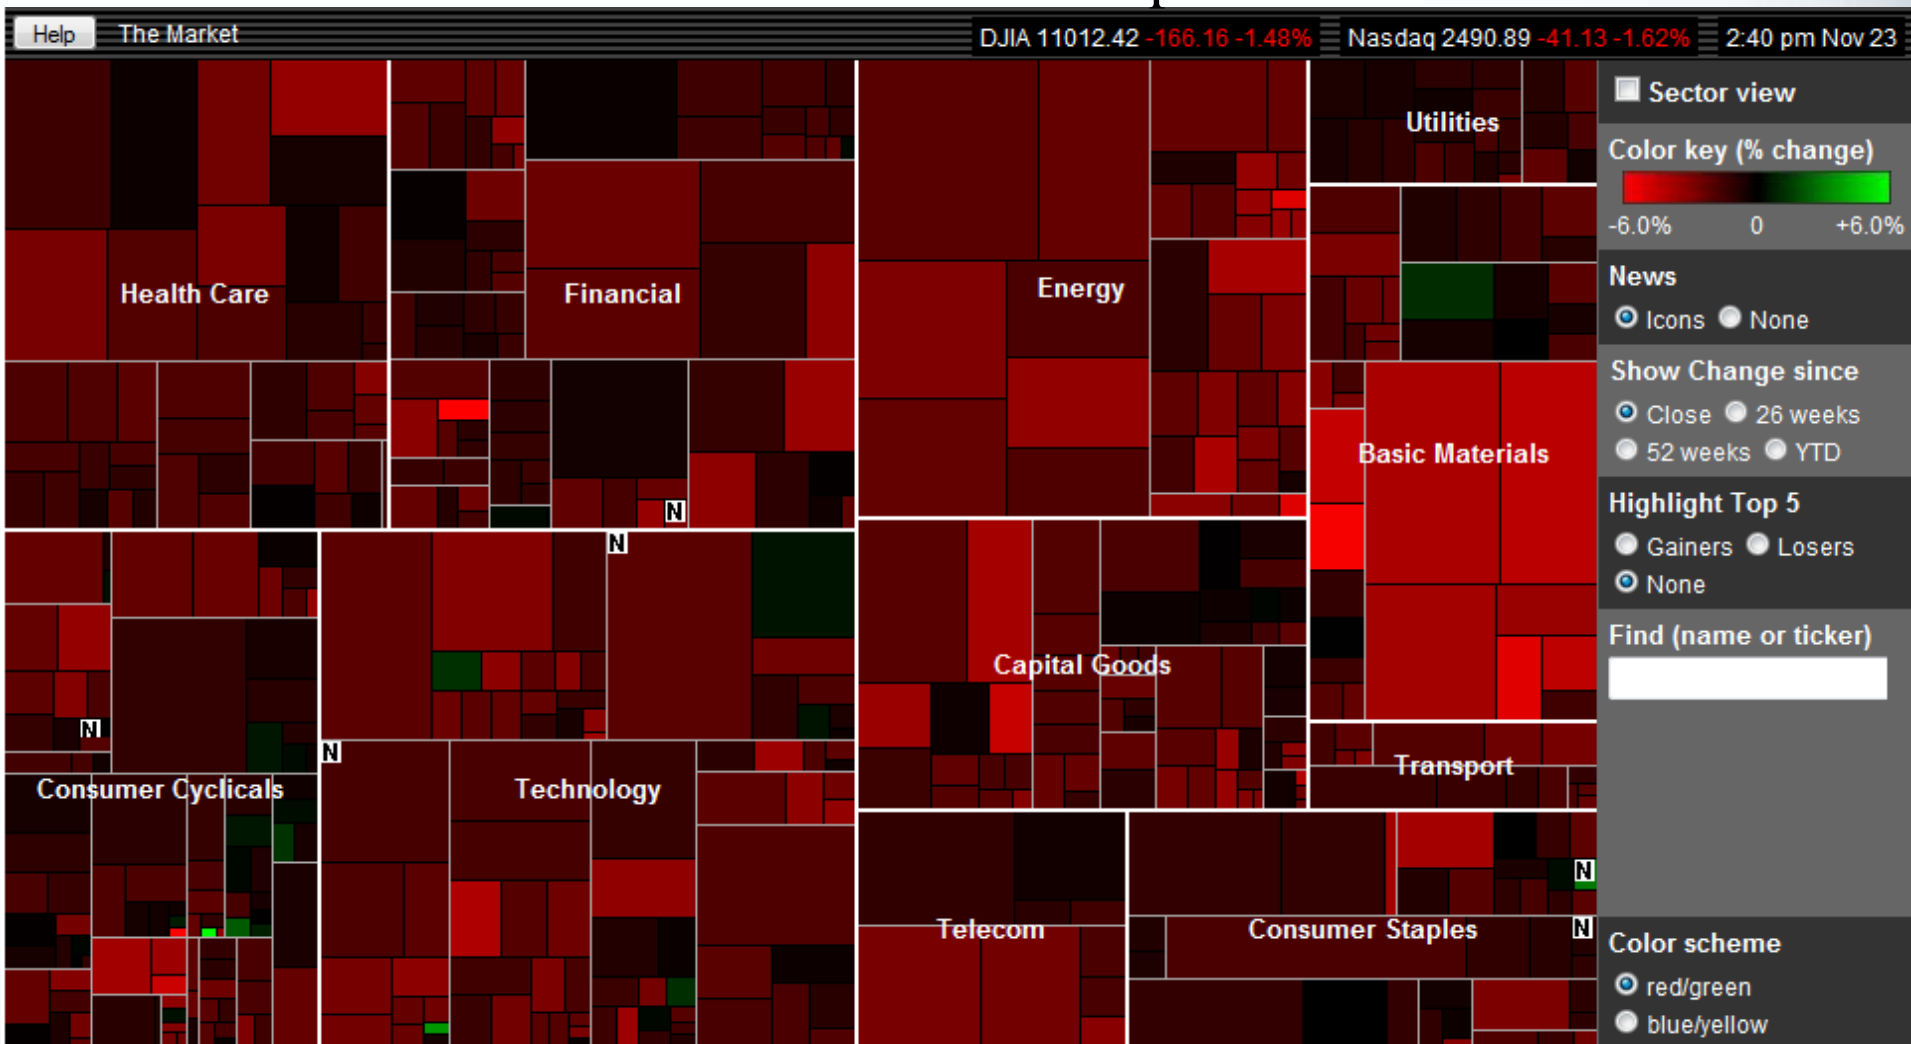 Help The Market DJIA 11012.42 -166.16 -1.48% Nasdaq 2490.89 -41.13 -1.62% 2:40 pm Nov 23
Health Care
Financial
Energy
Utilities
Basic Materials
N
N
N
Consumer Cyclicals
N
Technology
Capital Goods
Transport
N
Telecom
Consumer Staples
N
Sector view
Color key (% change)
-6.0% 0 +6.0%
News
Icons None
Show Change since
Close 26 weeks
52 weeks YTD
Highlight Top 5
Gainers Losers
None
Find (name or ticker)
Color scheme
red/green
blue/yellow